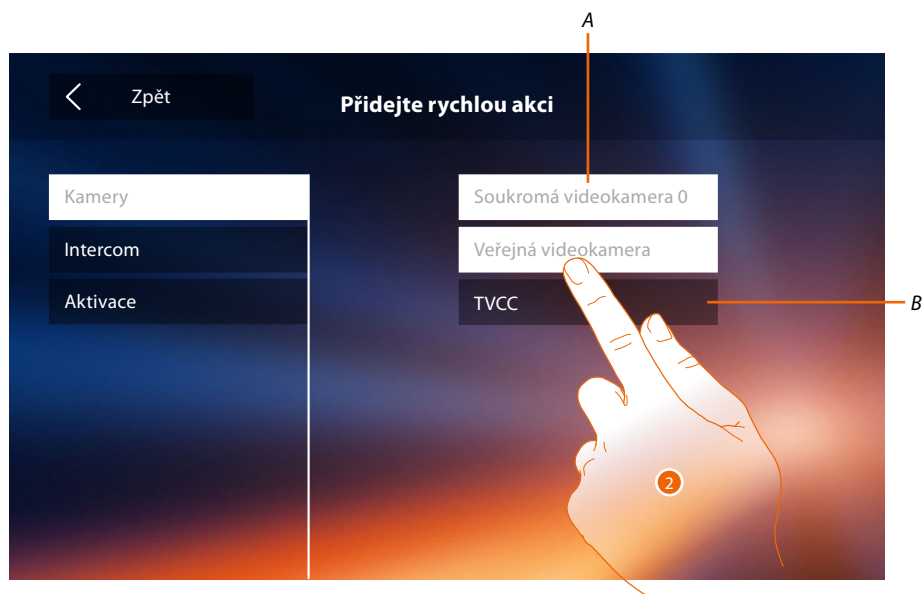 A
Zpět
Přidejte rychlou akci
Kamery
Soukromá videokamera 0
Intercom
Veřejná videokamera
Aktivace
TVCC
B
2